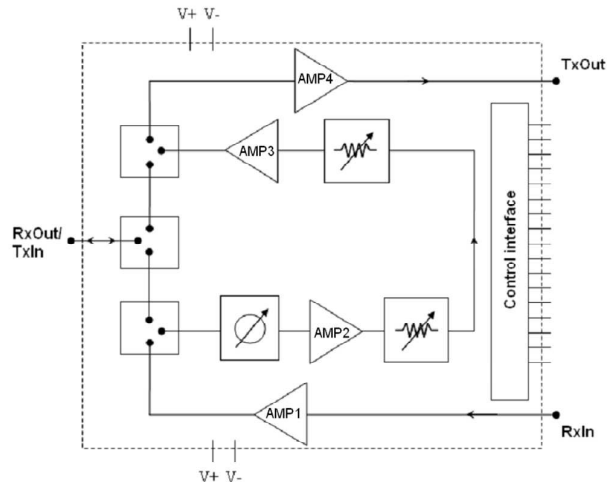 V+ V-
AMP4
TxOut
AMP3
RxOut/
TxIn
Control interface
AMP2
AMP1
RxIn
V+ V-